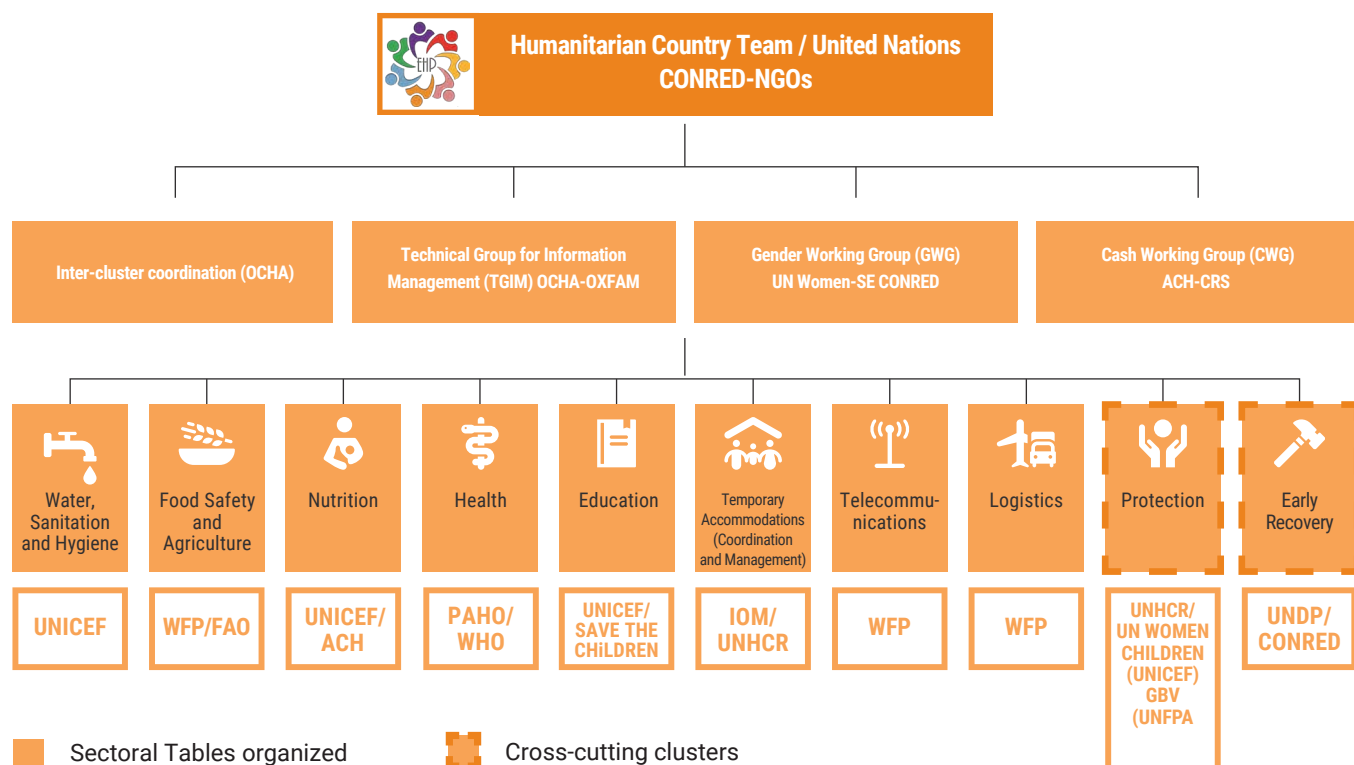 EHP
Humanitarian Country Team / United Nations
CONRED-NGOs
Inter-cluster coordination (OCHA)
Technical Group for Information
Management (TGIM) OCHA-OXFAM
Gender Working Group (GWG)
UN Women-SE CONRED
Cash Working Group (CWG)
ACH-CRS
Water,
Sanitation
and Hygiene
Food Safety
and
Agriculture
Nutrition
Health
Education
Temporary
Accommodations
(Coordination
and Management)
Telecommu-
nications
Logistics
Protection
Early
Recovery
UNICEF
WFP/FAO
UNICEF/
ACH
PAHO/
WHO
UNICEF/
SAVE THE
CHiLDREN
IOM/
UNHCR
WFP
WFP
UNHCR/
UN WOMEN
CHILDREN
(UNICEF)
GBV
(UNFPA
UNDP/
CONRED
Sectoral Tables organized
Cross-cutting clusters